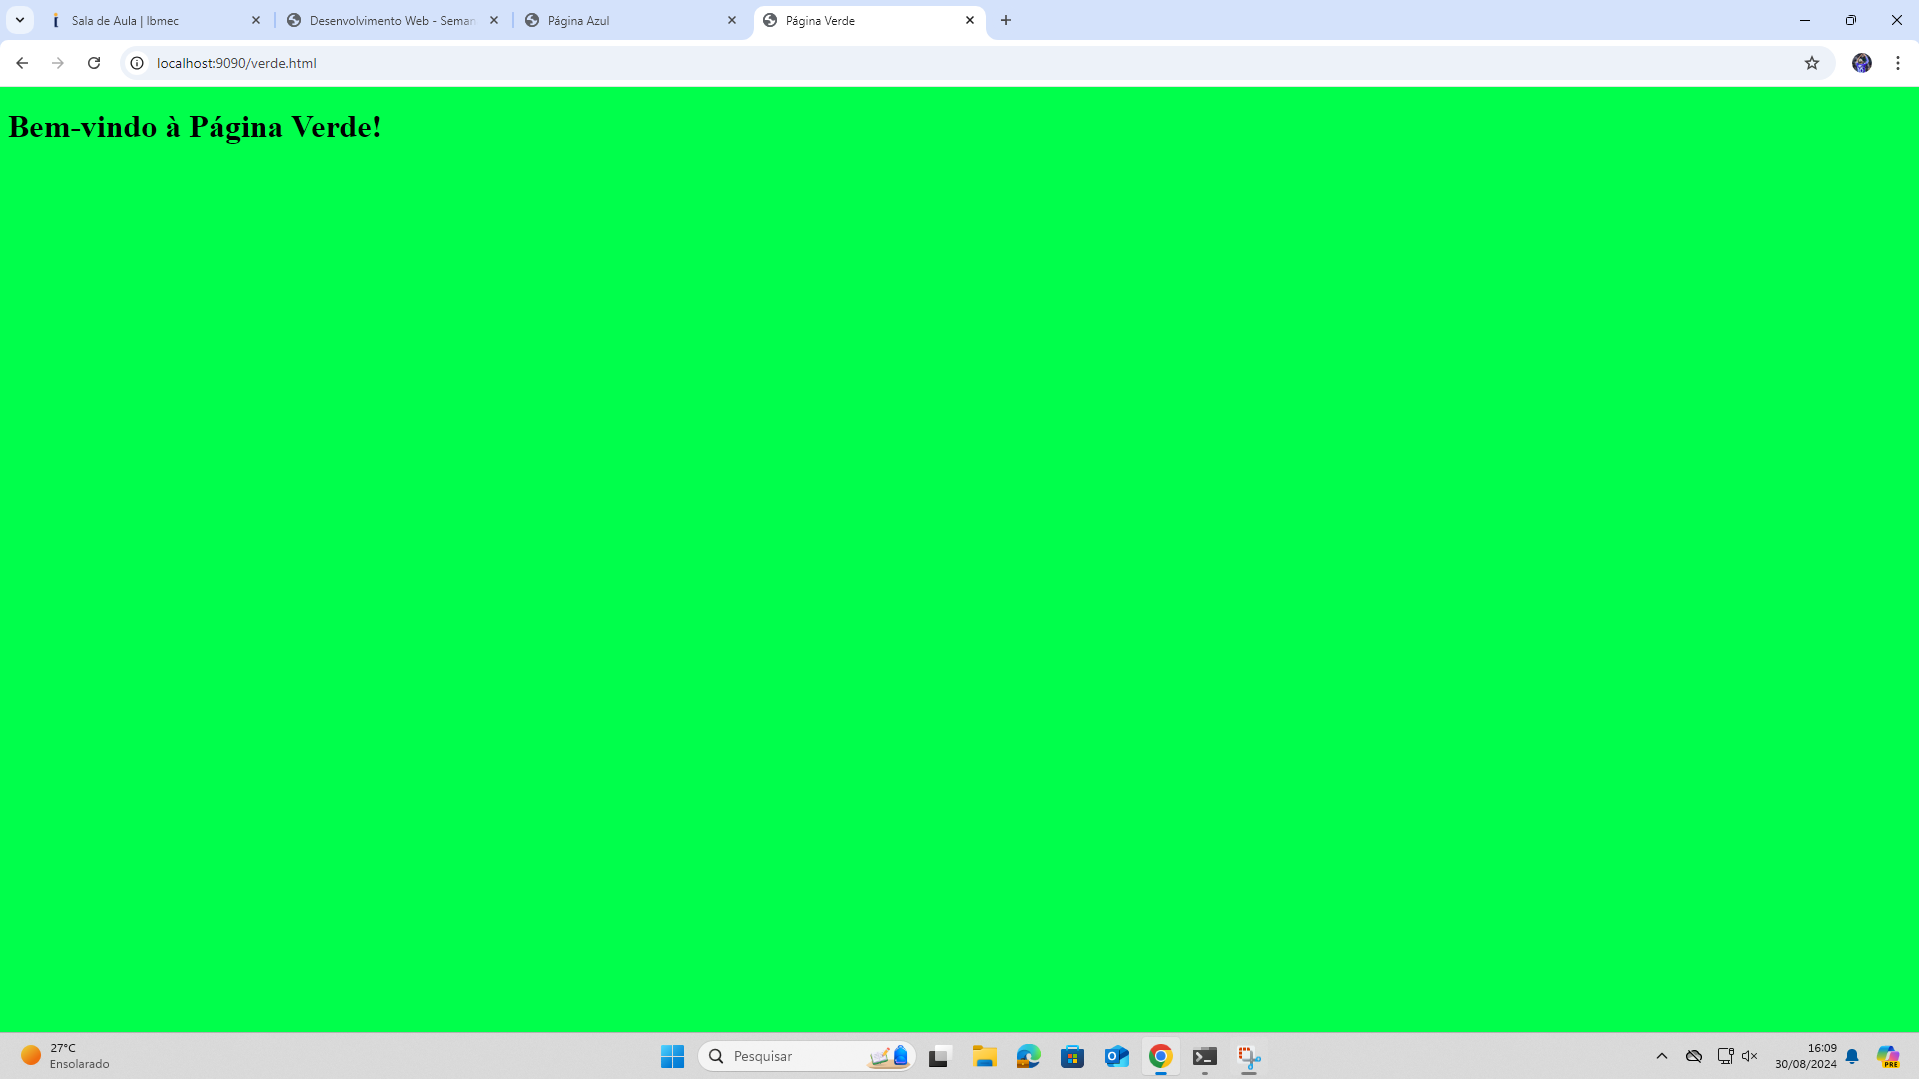 Sala de Aula | Ibmec
Desenvolvimento Web - Seman
Página Azul
Página Verde
localhost:9090/verde.html
Bem-vindo à Página Verde!
27°C
Ensolarado
Pesquisar
16:09
30/08/2024
PRE